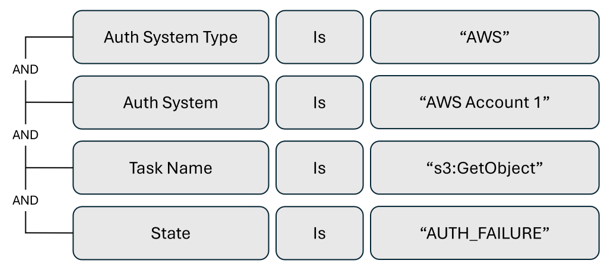 Auth System Type Is “AWS”
AND
Auth System Is “AWS Account 1”
AND
Task Name Is “s3:GetObject”
AND
State Is “AUTH_FAILURE”